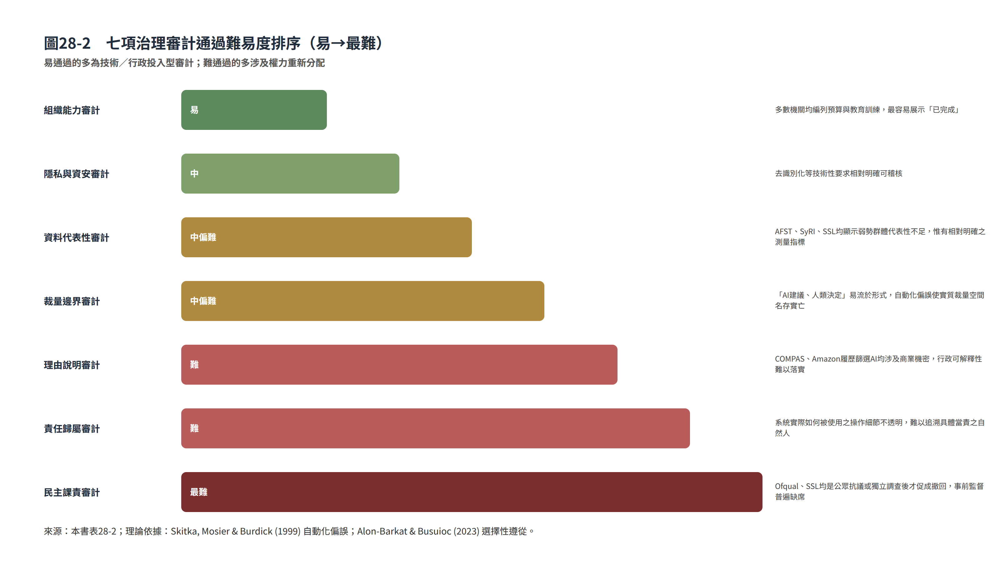 圖28-2　七項治理審計通過難易度排序（易→最難）
易通過的多為技術／行政投入型審計；難通過的多涉及權力重新分配
組織能力審計
易
多數機關均編列預算與教育訓練，最容易展示「已完成」
隱私與資安審計
中
去識別化等技術性要求相對明確可稽核
資料代表性審計
中偏難
AFST、SyRI、SSL均顯示弱勢群體代表性不足，惟有相對明確之
測量指標
裁量邊界審計
中偏難
「AI建議、人類決定」易流於形式，自動化偏誤使實質裁量空間
名存實亡
理由說明審計
難
COMPAS、Amazon履歷篩選AI均涉及商業機密，行政可解釋性
難以落實
責任歸屬審計
難
系統實際如何被使用之操作細節不透明，難以追溯具體當責之自
然人
民主課責審計
最難
Ofqual、SSL均是公眾抗議或獨立調查後才促成撤回，事前監督
普遍缺席
來源：本書表28-2；理論依據：Skitka, Mosier & Burdick (1999) 自動化偏誤；Alon-Barkat & Busuioc (2023) 選擇性遵從。